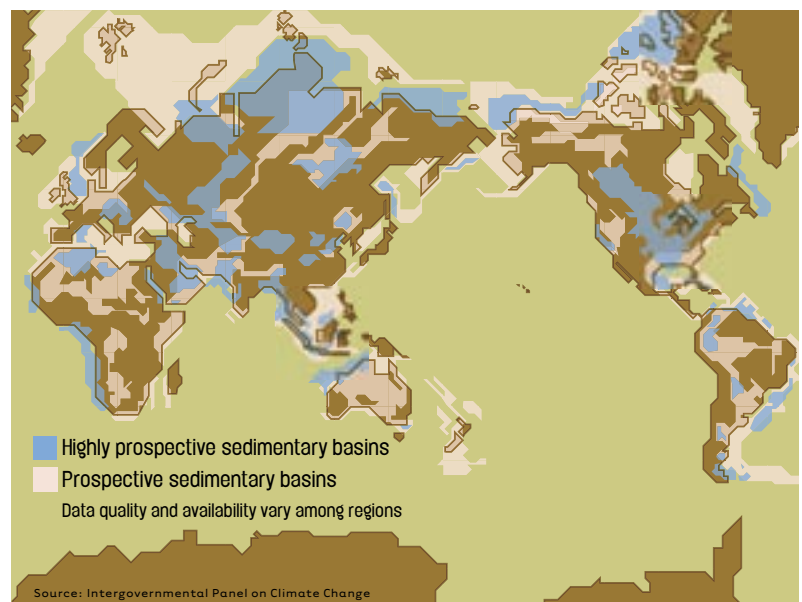 Highly prospective sedimentary basins
Prospective sedimentary basins
Data quality and availability vary among regions
Source: Intergovernmental Panel on Climate Change